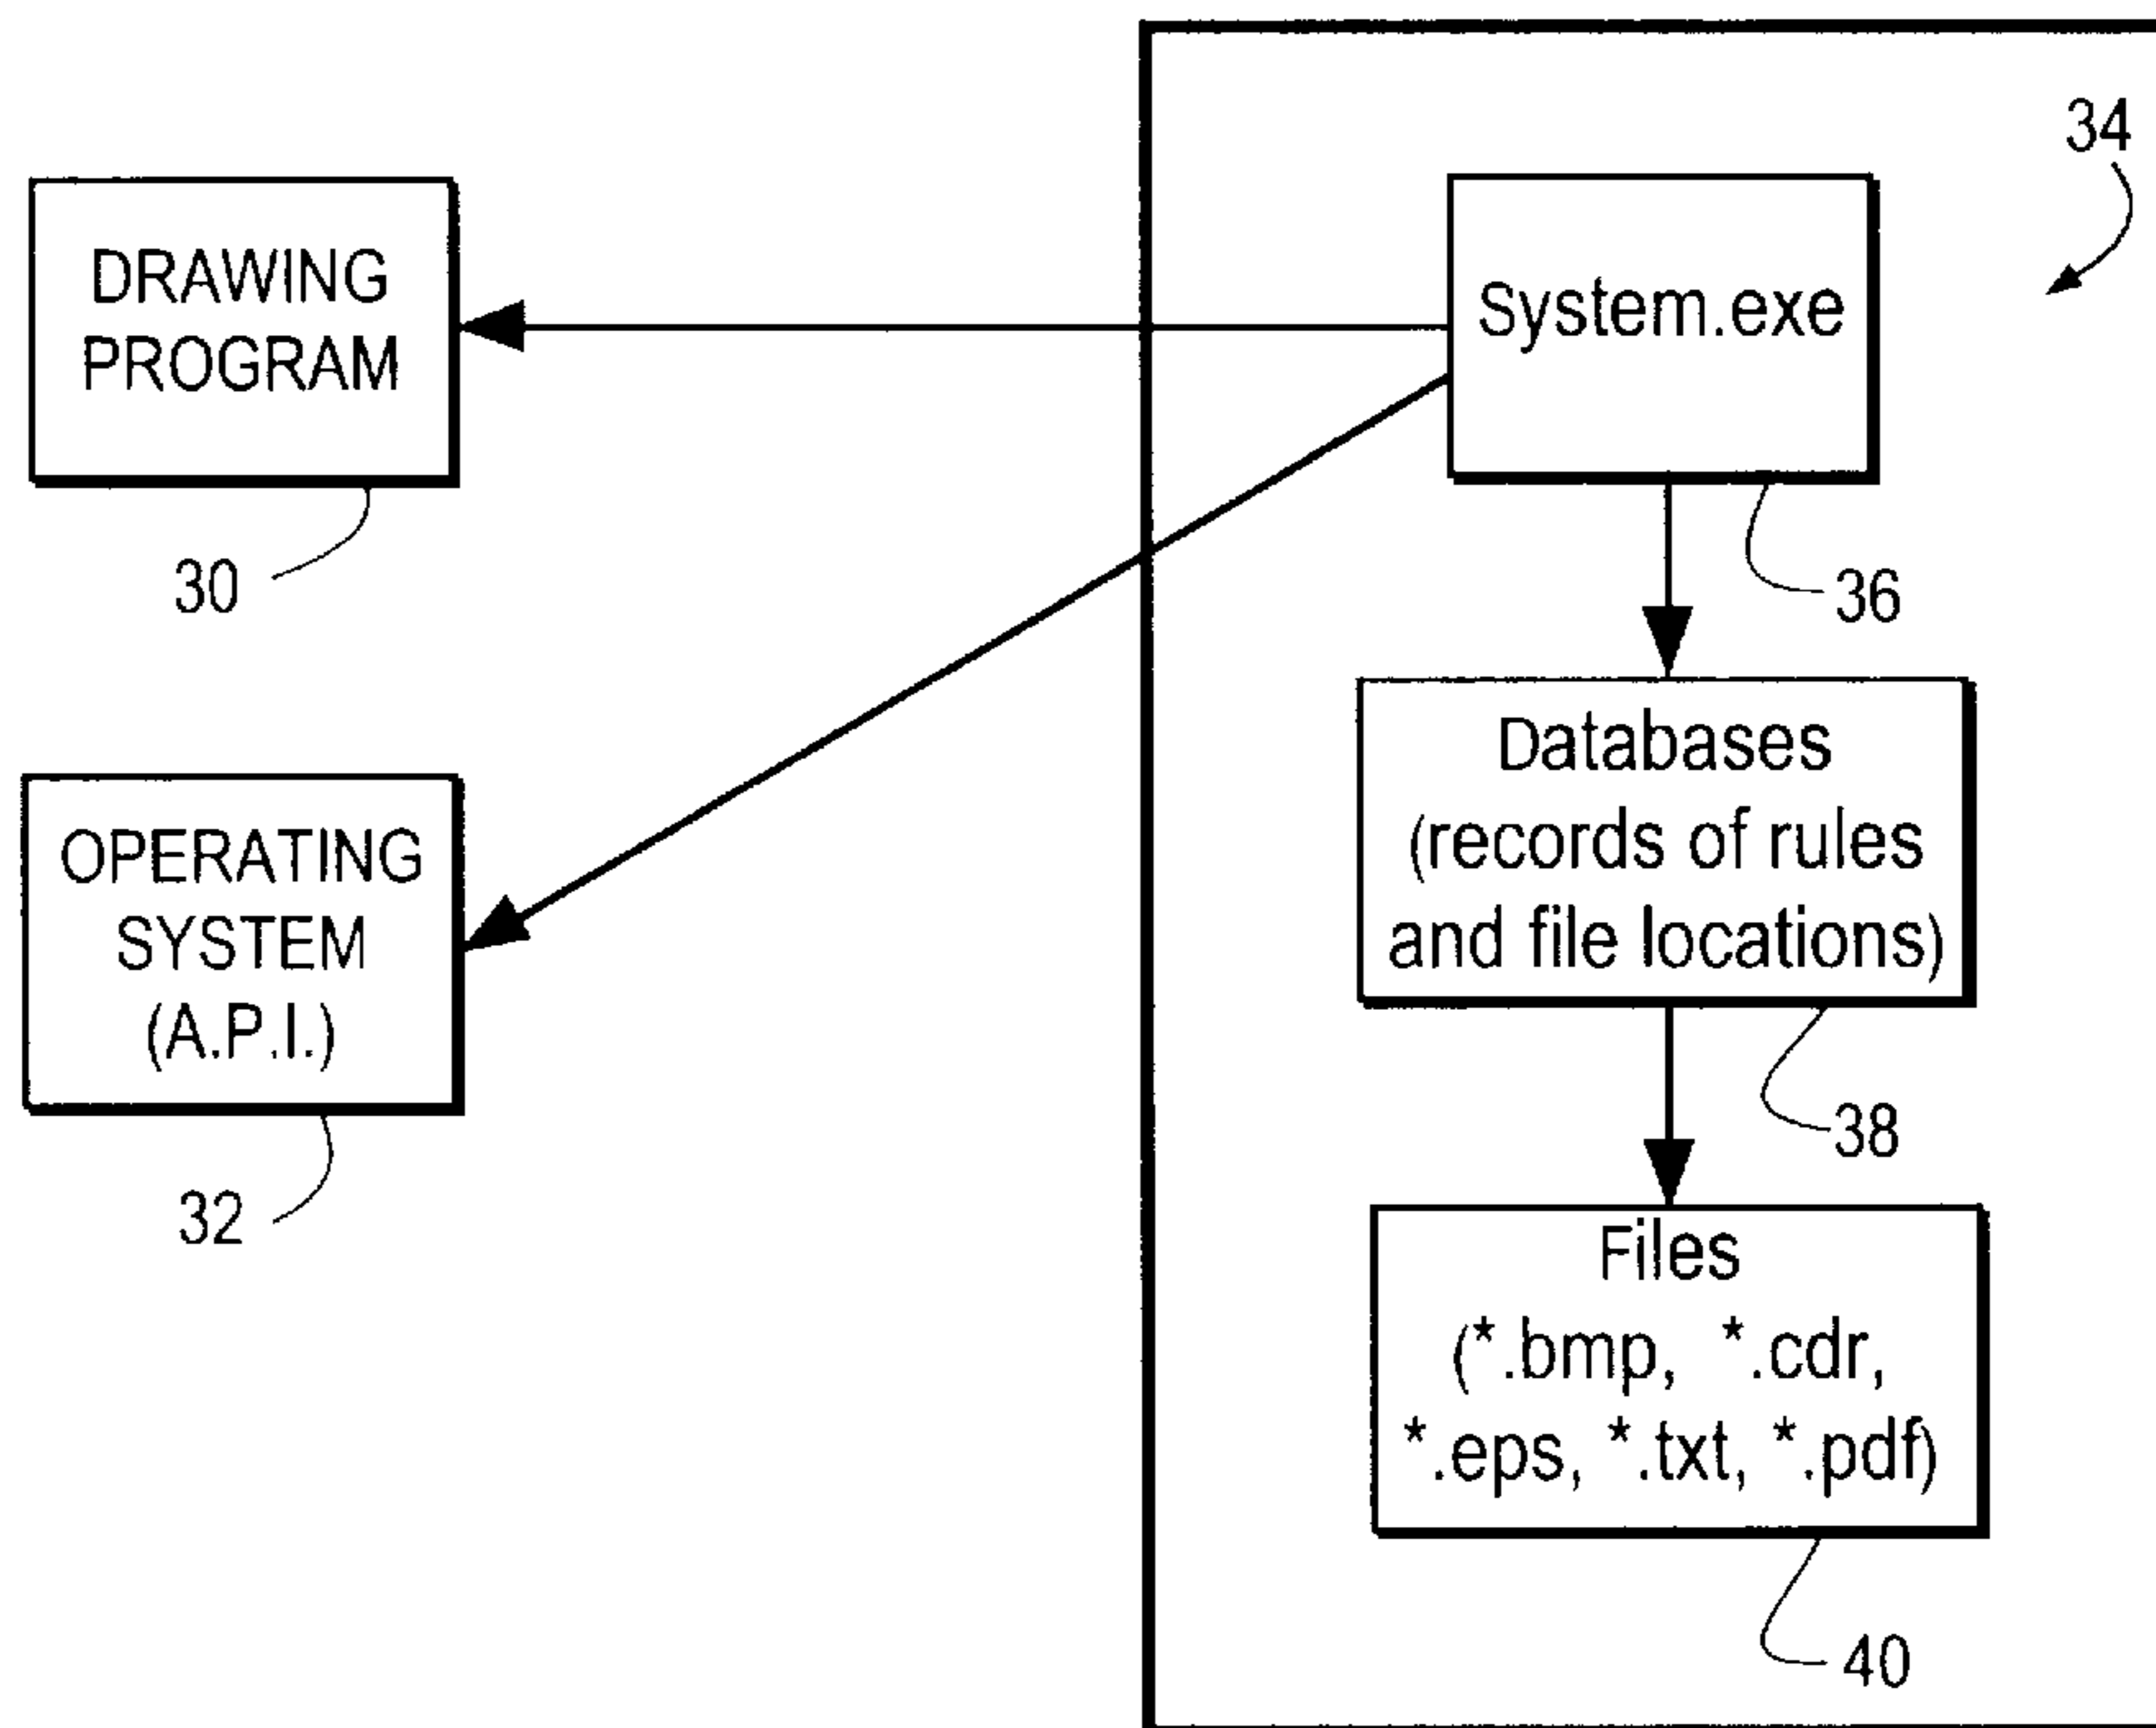 34
DRAWING
PROGRAM
30
System.exe
36
OPERATING
SYSTEM
(A.P.I.)
32
Databases
(records of rules
and file locations)
38
Files
(*.bmp, *.cdr,
*.eps, *.txt, *.pdf)
40